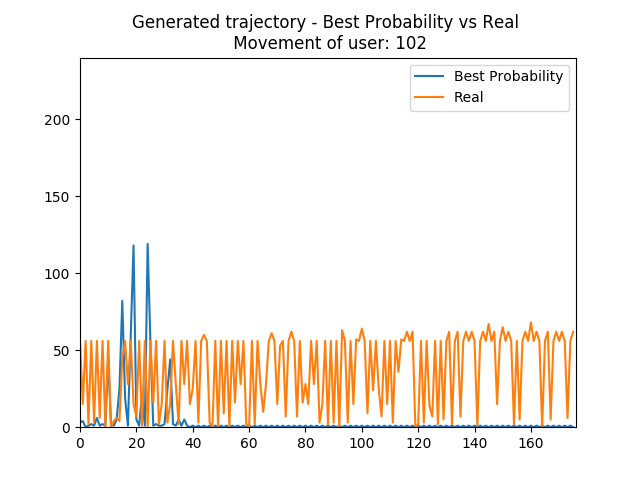 Generated trajectory - Best Probability vs Real
Movement of user: 102
Best Probability
Real
200
150
100
50
0
0 20 40 60 80 100 120 140 160